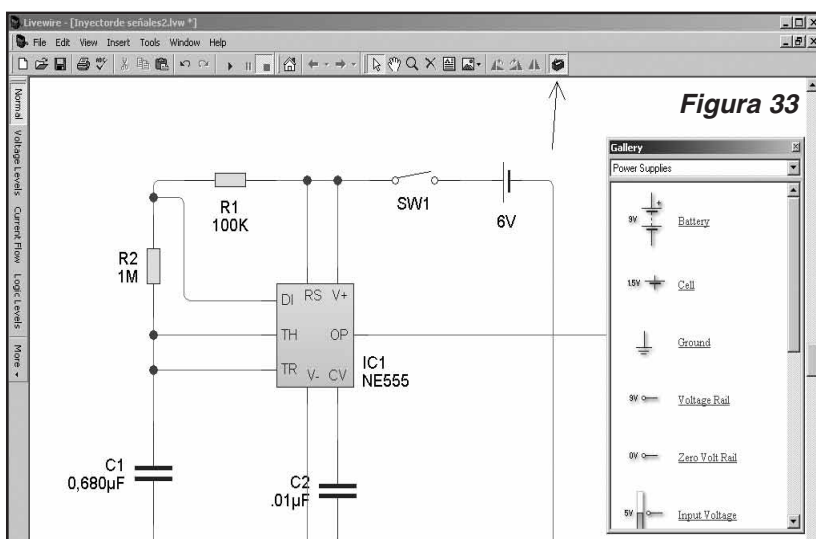 Livewire - [Inyectorde señales2.lvw *]
File Edit View Insert Tools Window Help
Figura 33
Normal
Voltage Levels
Current Flow
Logic Levels
More
Gallery
Power Supplies
9V Battery
1.5V Cell
Ground
9V Voltage Rail
0V Zero Volt Rail
5V Input Voltage
R1
100K
SW1
6V
R2
1M
DI RS V+
TH OP
TR V- CV
IC1
NE555
C1
0,680µF
C2
.01µF